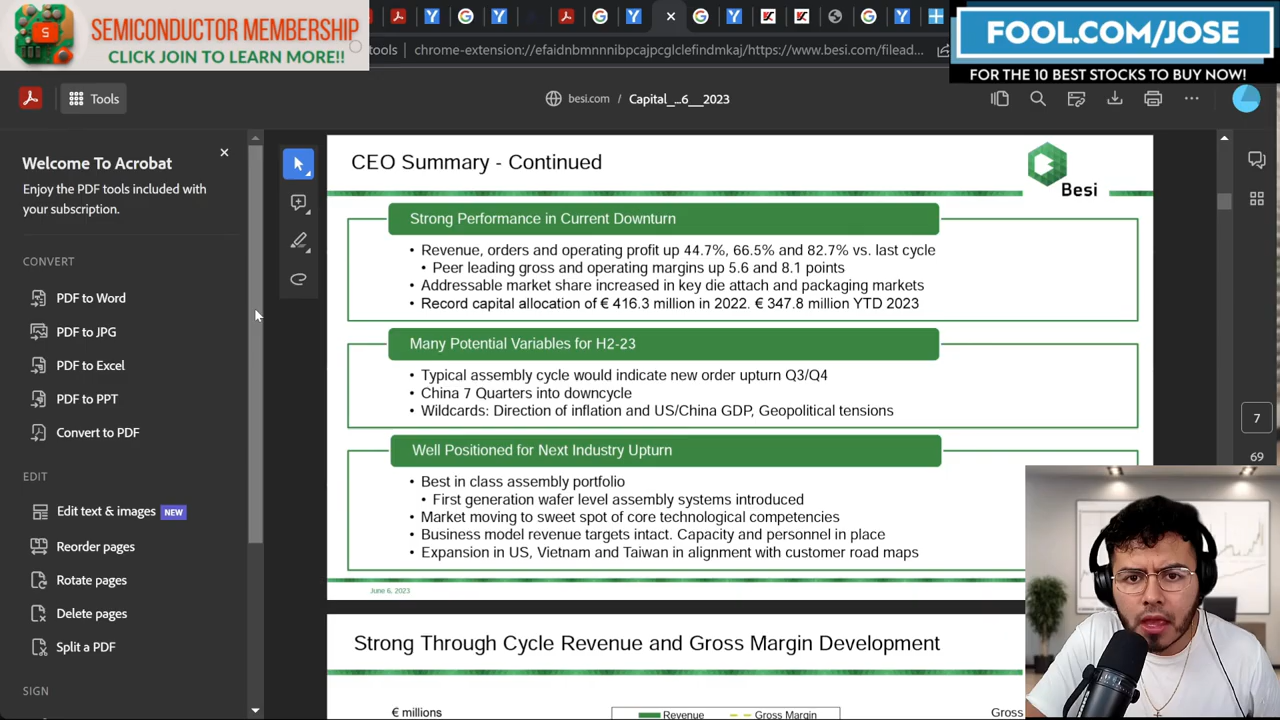 SEMICONDUCTOR MEMBERSHIP
CLICK JOIN TO LEARN MORE!!
FOOL.COM/JOSE
FOR THE 10 BEST STOCKS TO BUY NOW!
tools
chrome-extension://efaidnbmnnnibpcajpcglclefindmkaj/https://www.besi.com/filead...
Tools
besi.com / Capital_..6__2023
Welcome To Acrobat
Enjoy the PDF tools included with
your subscription.
CONVERT
PDF to Word
PDF to JPG
PDF to Excel
PDF to PPT
Convert to PDF
EDIT
Edit text & images NEW
Reorder pages
Rotate pages
Delete pages
Split a PDF
SIGN
CEO Summary - Continued
Besi
Strong Performance in Current Downturn
• Revenue, orders and operating profit up 44.7%, 66.5% and 82.7% vs. last cycle
• Peer leading gross and operating margins up 5.6 and 8.1 points
• Addressable market share increased in key die attach and packaging markets
• Record capital allocation of € 416.3 million in 2022. € 347.8 million YTD 2023
Many Potential Variables for H2-23
• Typical assembly cycle would indicate new order upturn Q3/Q4
• China 7 Quarters into downcycle
• Wildcards: Direction of inflation and US/China GDP, Geopolitical tensions
Well Positioned for Next Industry Upturn
• Best in class assembly portfolio
• First generation wafer level assembly systems introduced
• Market moving to sweet spot of core technological competencies
• Business model revenue targets intact. Capacity and personnel in place
• Expansion in US, Vietnam and Taiwan in alignment with customer road maps
June 6, 2023
7
69
Strong Through Cycle Revenue and Gross Margin Development
€ millions
Revenue
Gross Margin
Gross